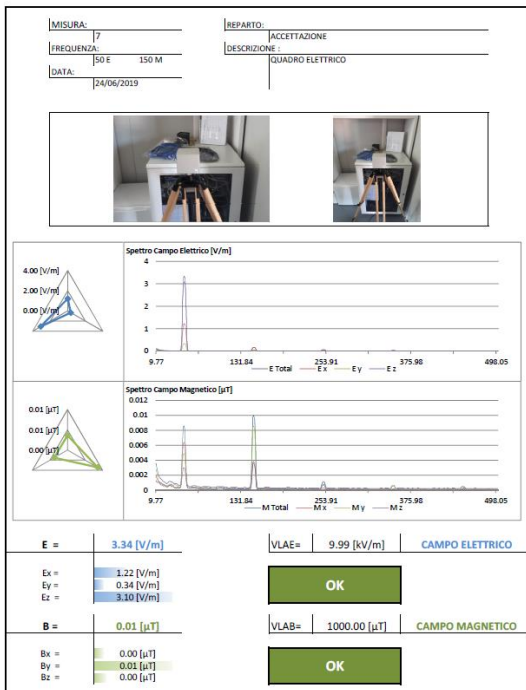 MISURA:
7
REPARTO:
ACCETTAZIONE
FREQUENZA:
50 E 150 M
DESCRIZIONE :
QUADRO ELETTRICO
DATA:
24/06/2019
Spettro Campo Elettrico [V/m]
4.00 [V/m]
2.00 [V/m]
0.00 [V/m]
4
3
2
1
0
9.77 131.84 253.91 375.98 498.05
E Total E x E y E z
Spettro Campo Magnetico [µT]
0.01 [µT]
0.01 [µT]
0.00 [µT]
0.012
0.01
0.008
0.006
0.004
0.002
0
9.77 131.84 253.91 375.98 498.05
M Total M x M y M z
E = 3.34 [V/m] VLAE= 9.99 [kV/m] CAMPO ELETTRICO
Ex = 1.22 [V/m]
Ey = 0.34 [V/m]
Ez = 3.10 [V/m]
OK
B = 0.01 [µT] VLAB= 1000.00 [µT] CAMPO MAGNETICO
Bx = 0.00 [µT]
By = 0.01 [µT]
Bz = 0.00 [µT]
OK